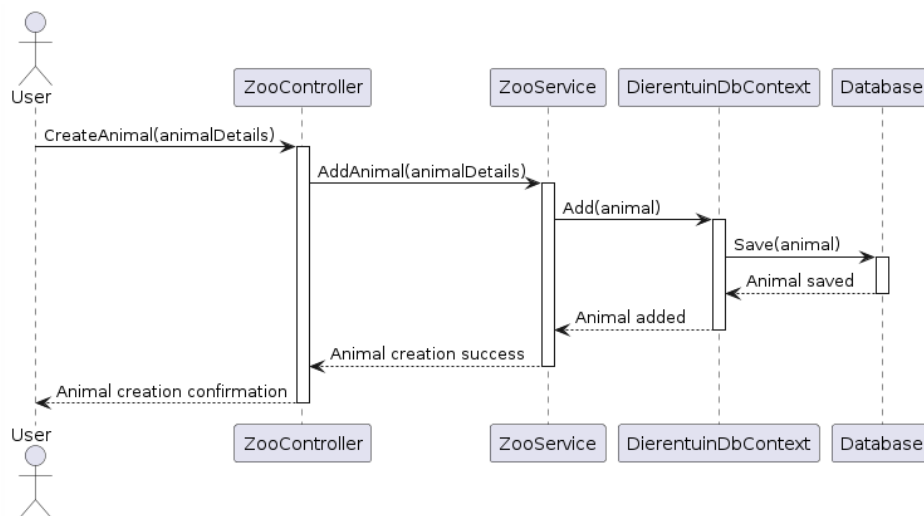 User
ZooController
ZooService
DierentuinDbContext
Database
CreateAnimal(animalDetails)
AddAnimal(animalDetails)
Add(animal)
Save(animal)
Animal saved
Animal added
Animal creation success
Animal creation confirmation
User
ZooController
ZooService
DierentuinDbContext
Database